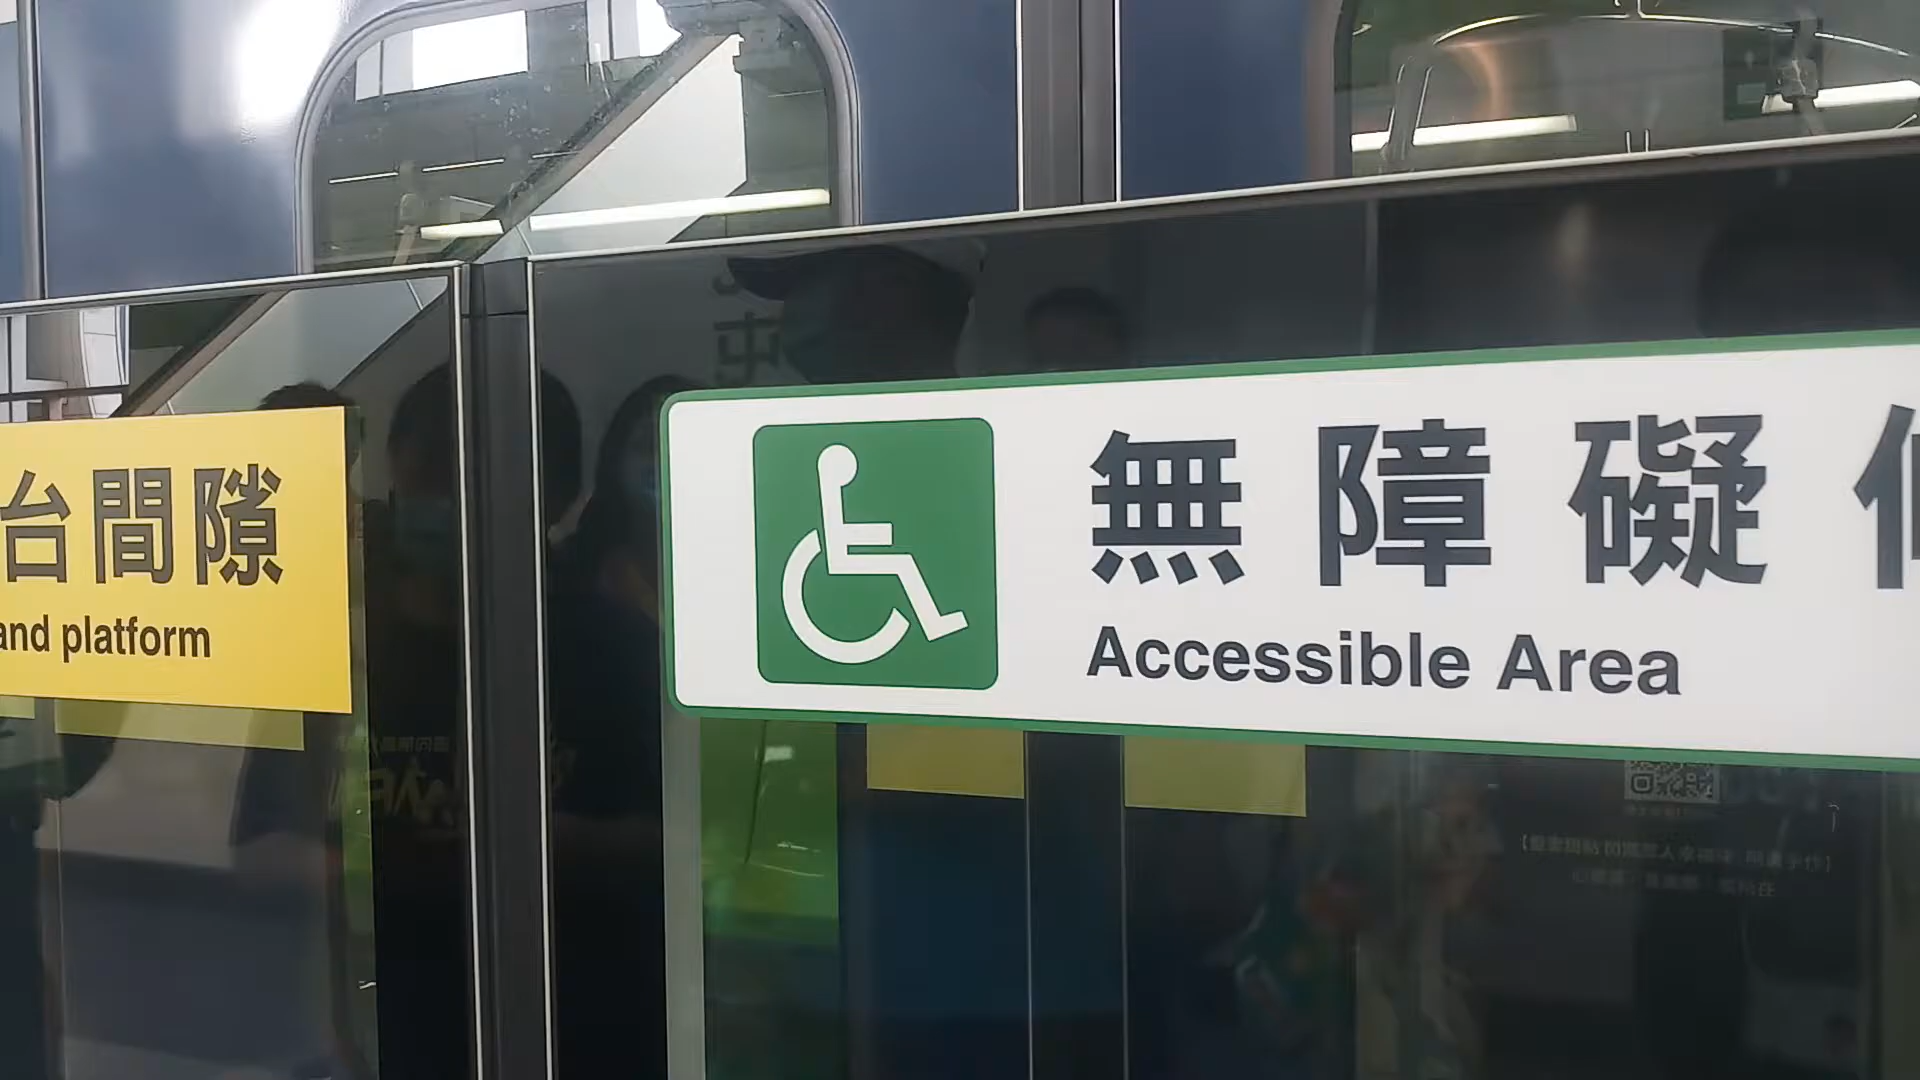 台間隙
and platform
無障礙
Accessible Area